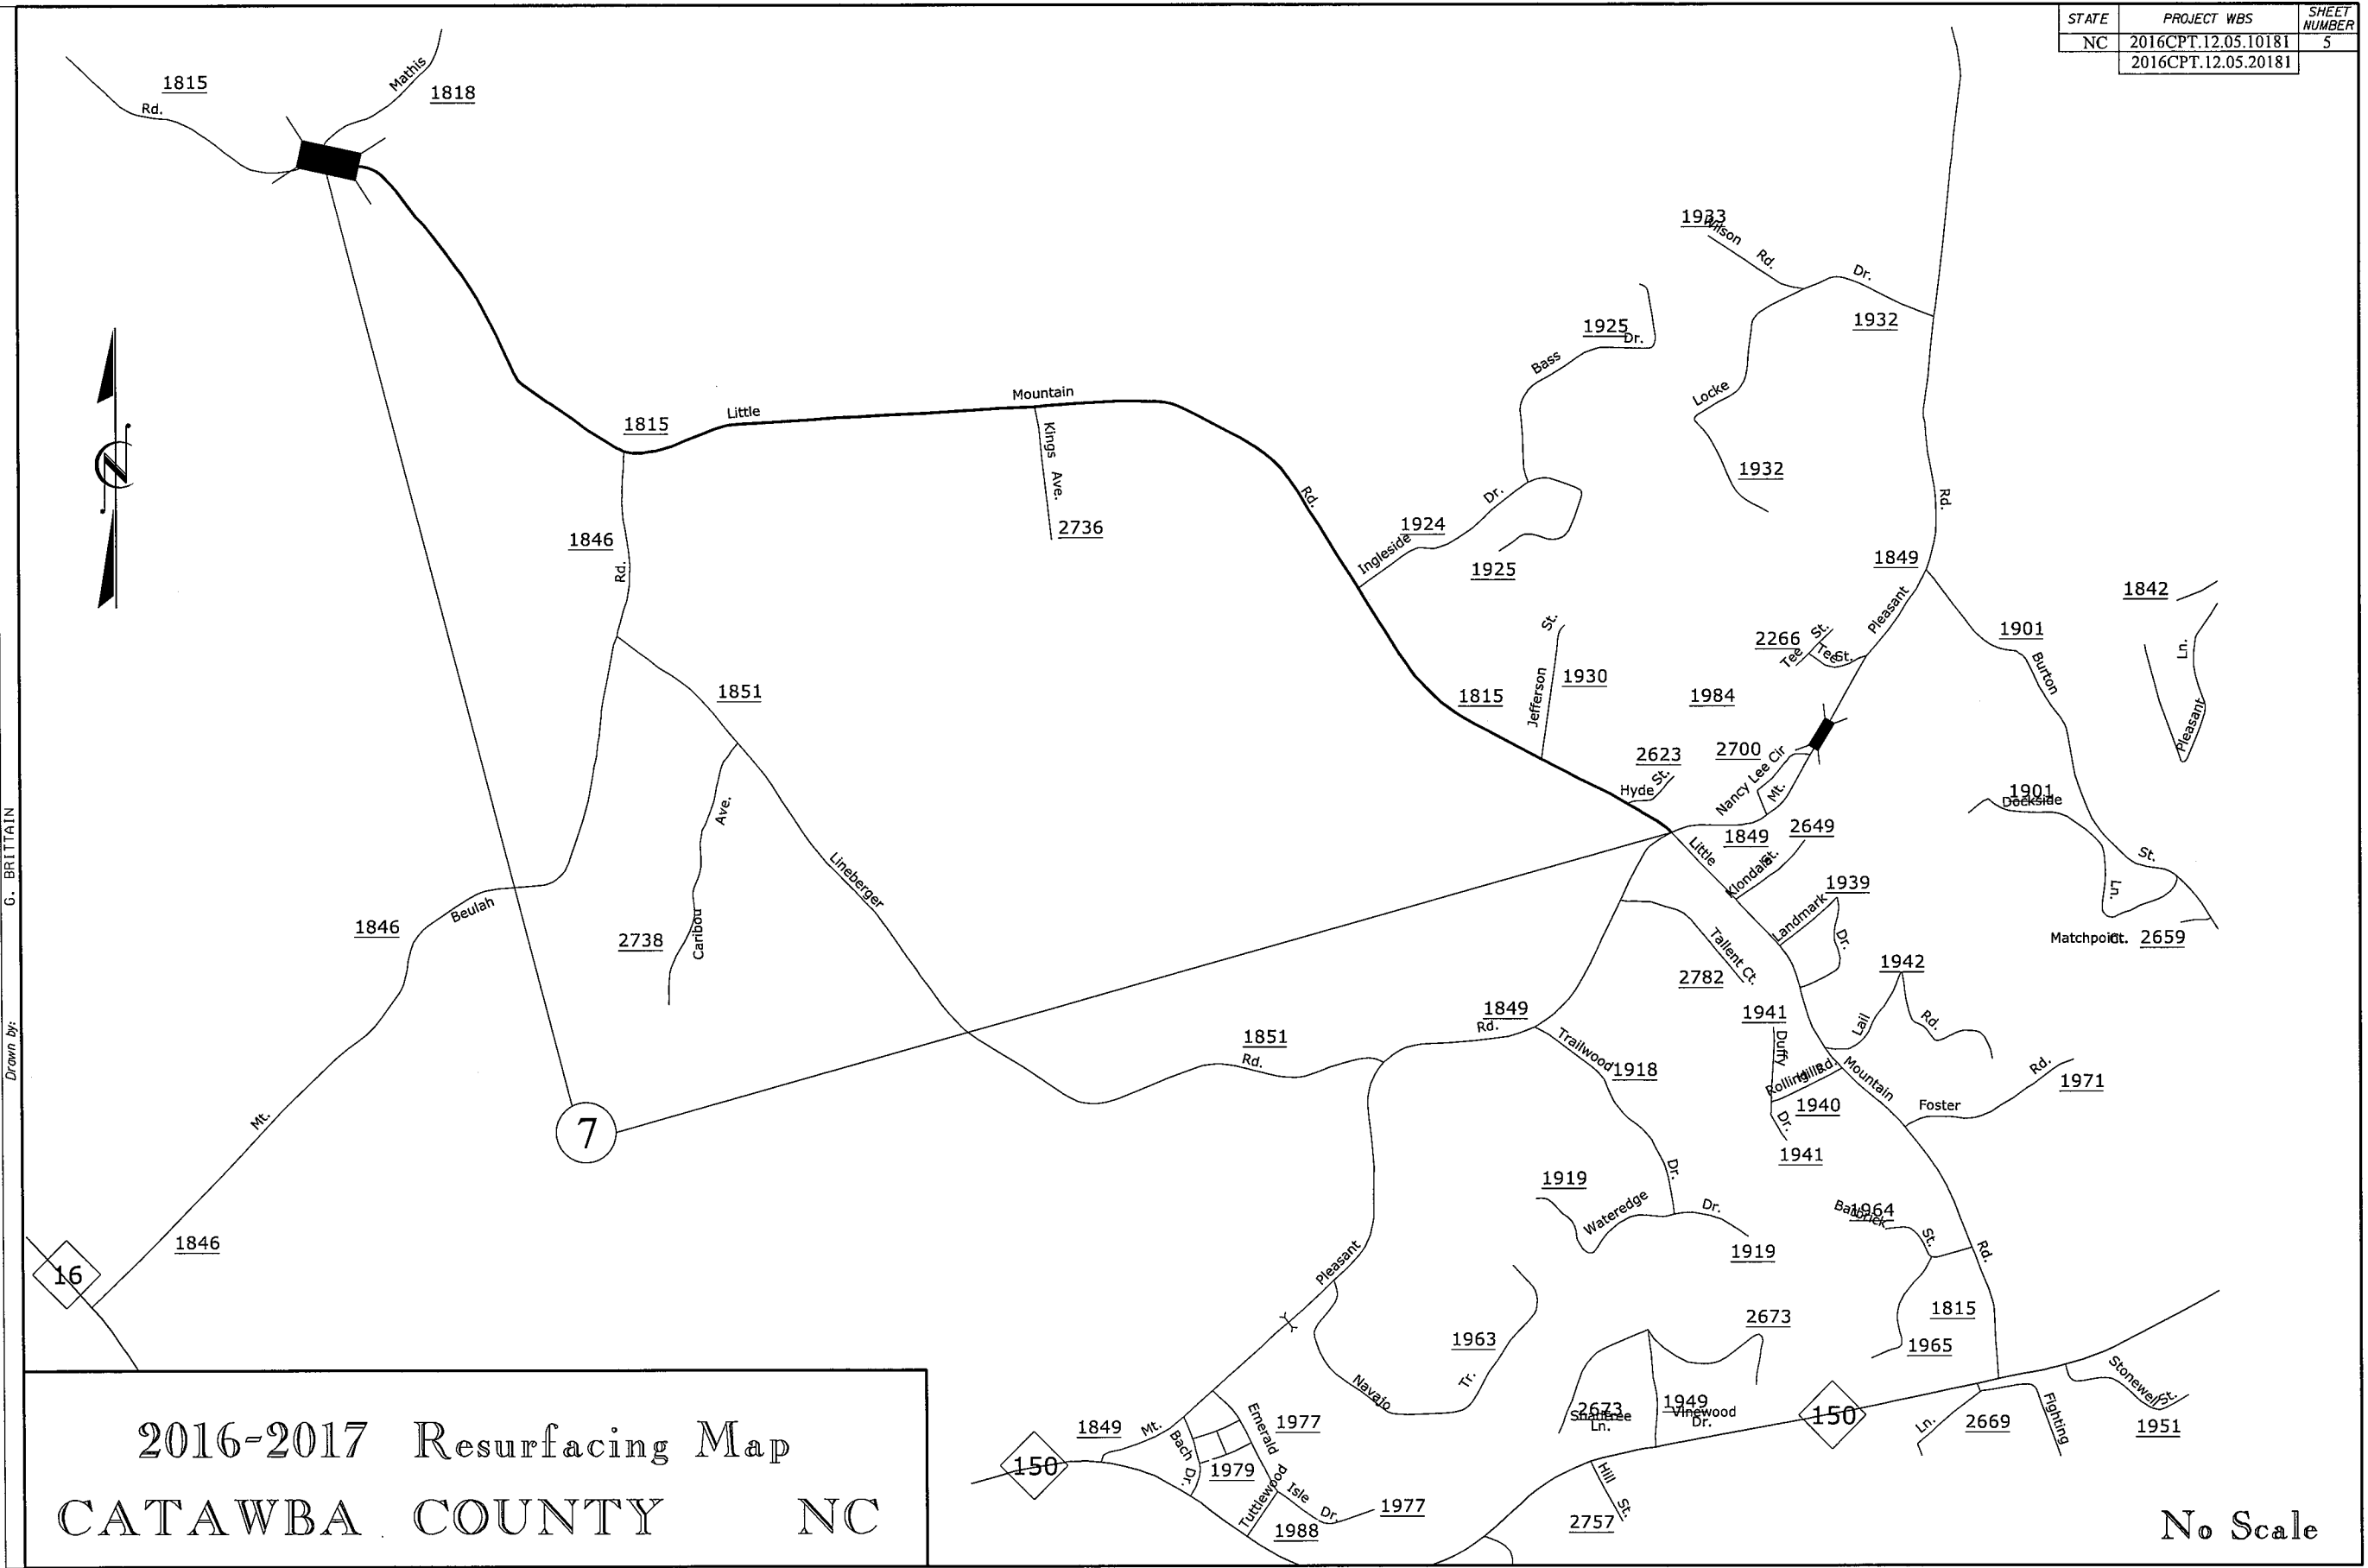 STATE PROJECT WBS SHEET NUMBER
NC 2016CPT.12.05.10181 5
2016CPT.12.05.20181
1815
Rd.
Mathis
1818
1933
Wilson
Rd.
Dr.
1932
1925
Dr.
Bass
Locke
1932
1815
Little
Mountain
Kings Ave.
2736
Rd.
1846
Rd.
Dr.
1924
Ingleside
1925
Rd.
1849
Pleasant
1842
1901
Burton
Ln.
Pleasant
2266
Tee St.
Tee St.
1851
St.
Jefferson
1930
1815
1984
2623
Hyde St.
2700
Nancy Lee Cir
Mt.
1849
2649
Little
Klondale St.
1939
Landmark
Dr.
1901
Dockside
St.
Ln.
Matchpoint Ct. 2659
G. BRITTAIN
Drawn by:
Ave.
Caribou
2738
Lineberger
1846
Beulah
Tallent Ct.
2782
1942
Lail
Rd.
1941
Duffy
Rolling Hills Rd.
1940
Dr.
1941
Mountain
Foster
Rd.
1971
1849
Rd.
1851
Rd.
Trailwood
1918
Dr.
7
Mt.
1846
16
1919
Wateredge
Dr.
1919
1964
St.
Rd.
1815
1965
Pleasant
1963
Tr.
Navajo
2673
2673
Shadtree
Ln.
1949
Vinewood
Dr.
150
Stonewell St.
1951
Ln.
2669
Fighting
1849
Mt.
150
Bach Dr.
Emerald
1977
1979
Tuttlewood
Isle
Dr.
1977
1988
Hill St.
2757
2016-2017 Resurfacing Map
CATAWBA COUNTY NC
No Scale